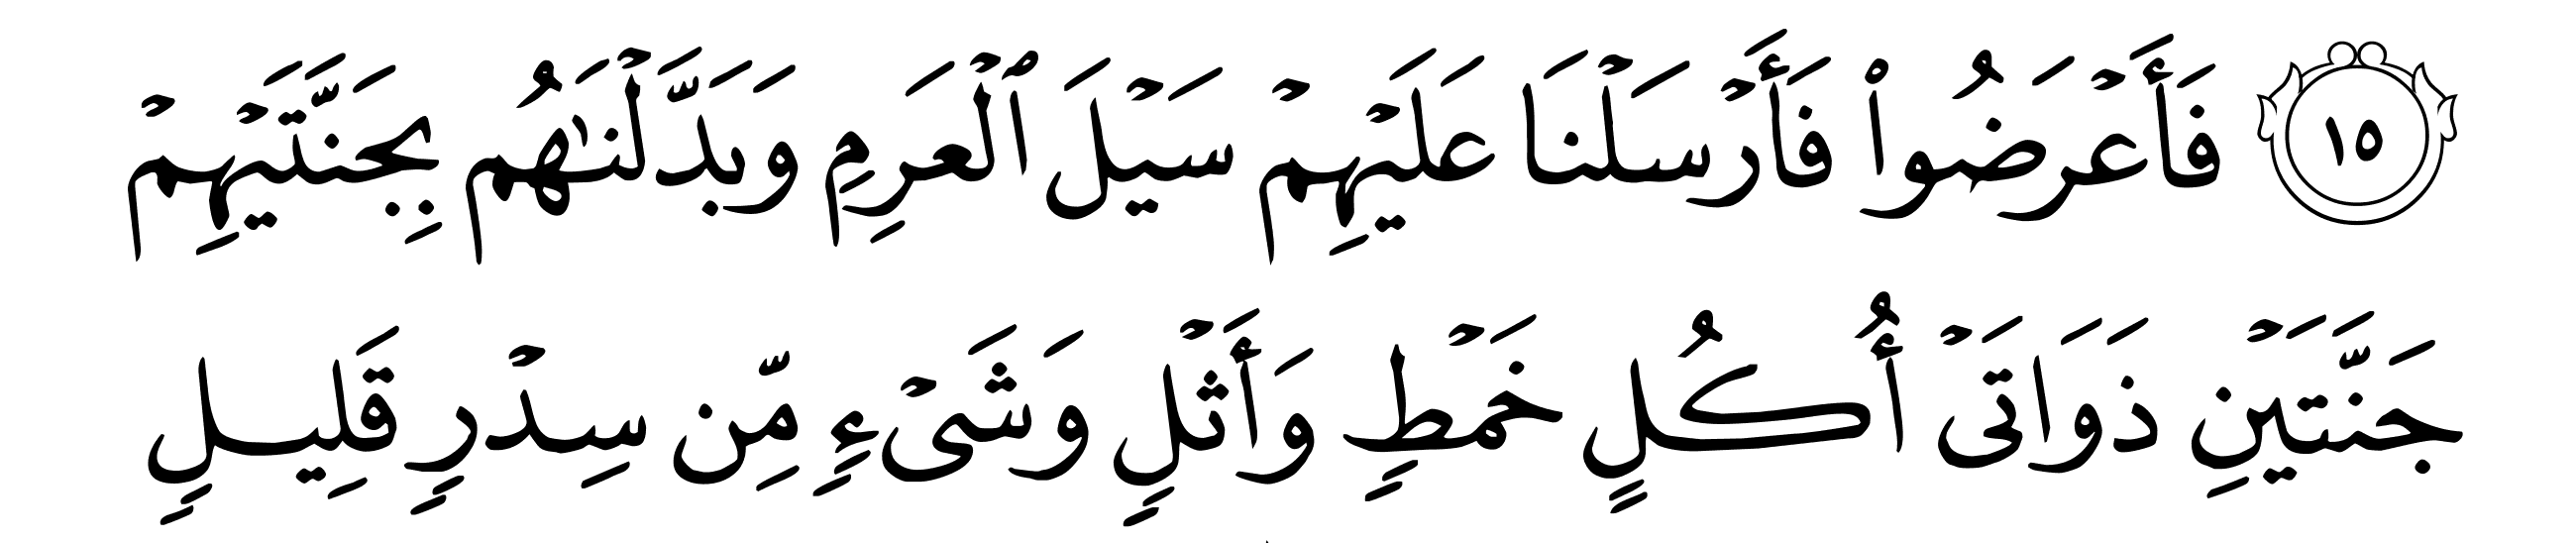 ١٥ فَأَعۡرَضُواْ فَأَرۡسَلۡنَا عَلَيۡهِمۡ سَيۡلَ ٱلۡعَرِمِ وَبَدَّلۡنَٰهُم بِجَنَّتَيۡهِمۡ
جَنَّتَيۡنِ ذَوَاتَيۡ أُكُلٍ خَمۡطٖ وَأَثۡلٖ وَشَيۡءٖ مِّن سِدۡرٖ قَلِيلٖ